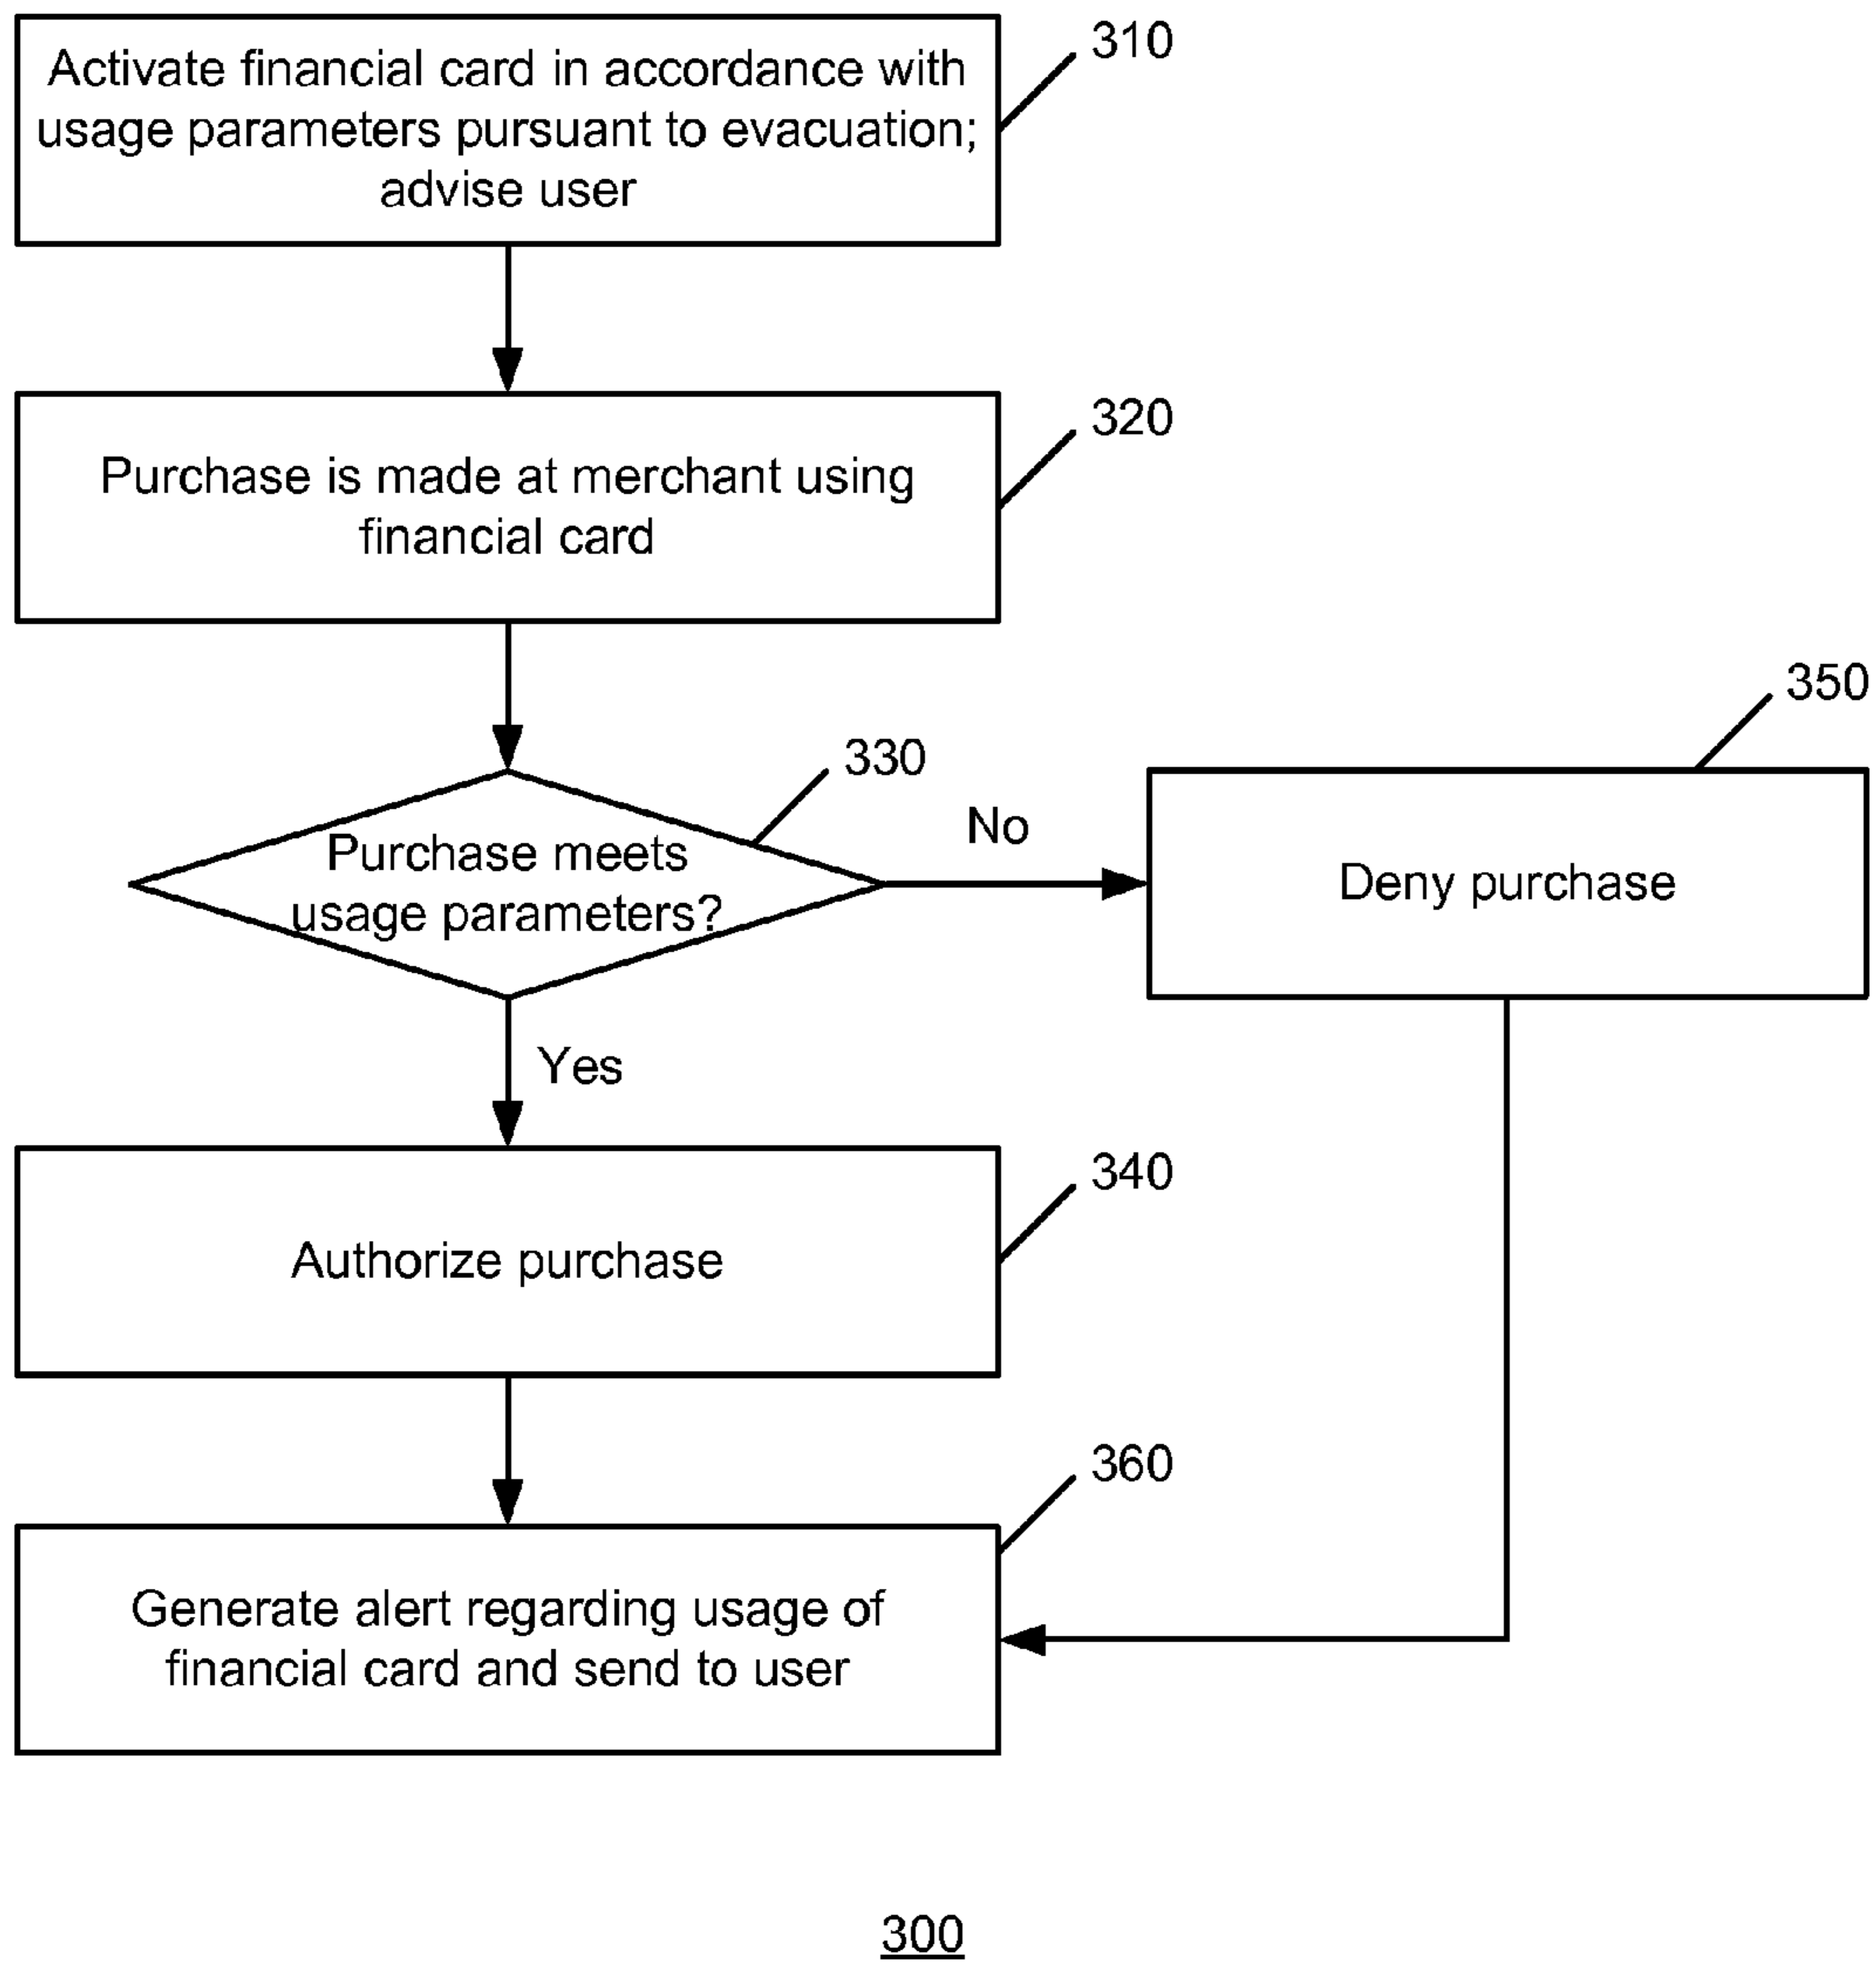 310
Activate financial card in accordance with
usage parameters pursuant to evacuation;
advise user
320
Purchase is made at merchant using
financial card
350
330
No
Purchase meets
usage parameters?
Deny purchase
Yes
340
Authorize purchase
360
Generate alert regarding usage of
financial card and send to user
300